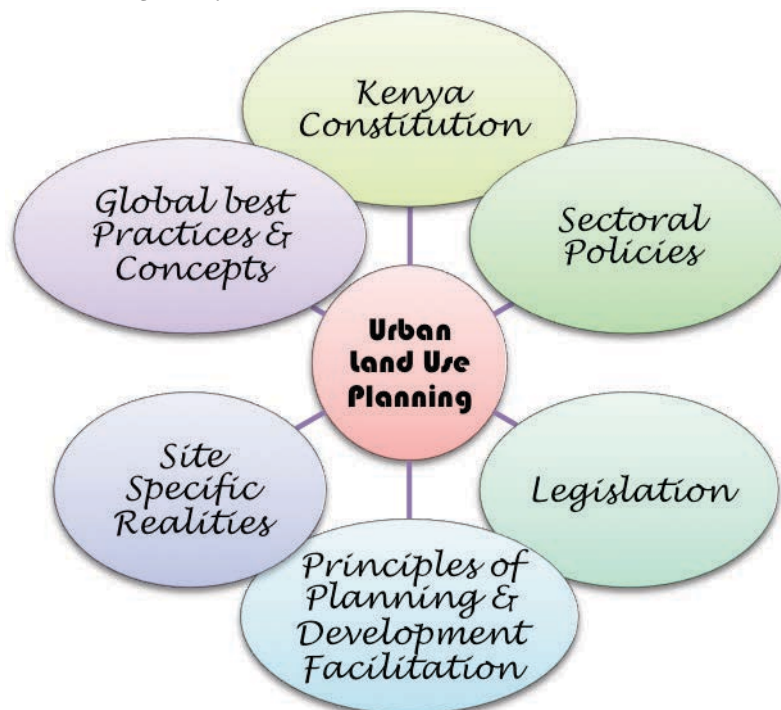 Kenya
Constitution
Global best
Practices &
Concepts
Sectoral
Policies
Urban
Land Use
Planning
Site
Specific
Realities
Legislation
Principles of
Planning &
Development
Facilitation